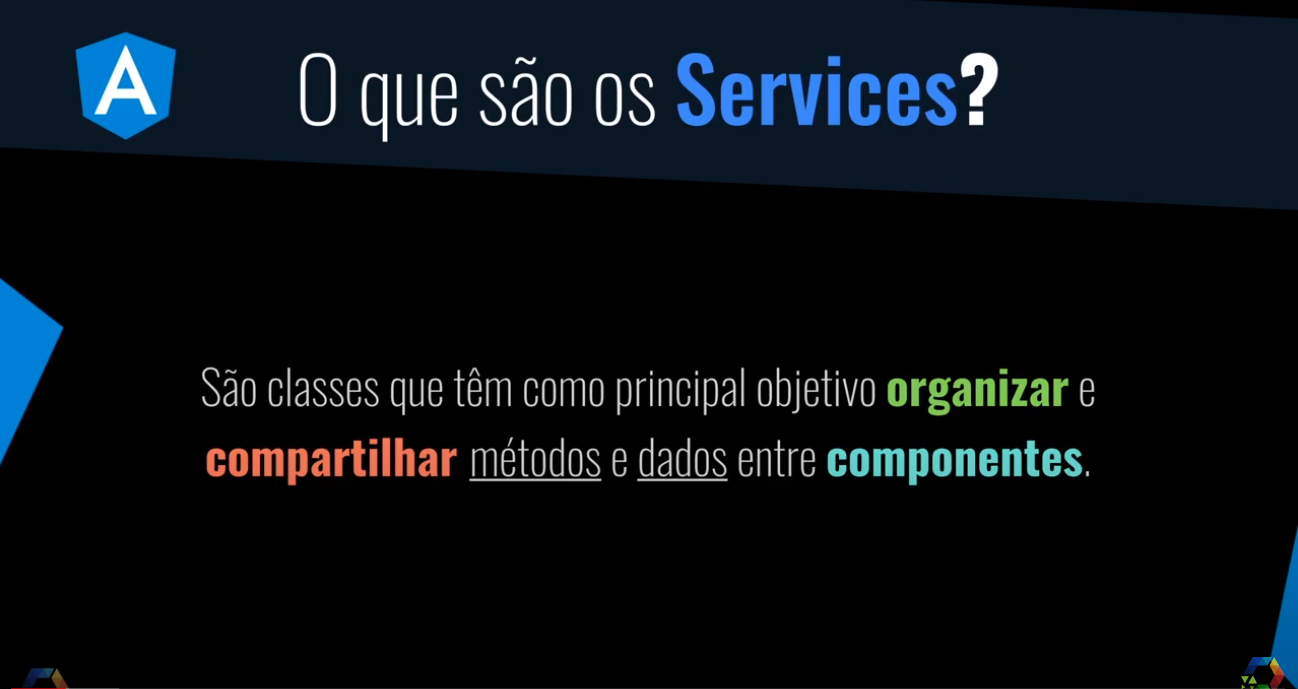 O que são os Services?
São classes que têm como principal objetivo organizar e
compartilhar métodos e dados entre componentes.